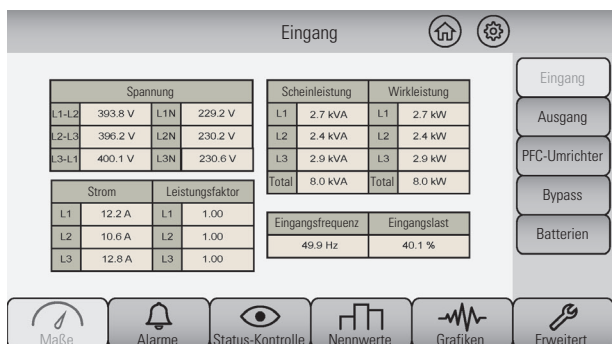 Eingang
Spannung
L1-L2 393.8 V L1N 229.2 V
L2-L3 396.2 V L2N 230.2 V
L3-L1 400.1 V L3N 230.6 V
Strom Leistungsfaktor
L1 12.2 A L1 1.00
L2 10.6 A L2 1.00
L3 12.8 A L3 1.00
Scheinleistung Wirkleistung
L1 2.7 kVA L1 2.7 kW
L2 2.4 kVA L2 2.4 kW
L3 2.9 kVA L3 2.9 kW
Total 8.0 kVA Total 8.0 kW
Eingangsfrequenz Eingangslast
49.9 Hz 40.1 %
Eingang
Ausgang
PFC-Umrichter
Bypass
Batterien
Maße Alarme Status-Kontrolle Nennwerte Grafiken Erweitert